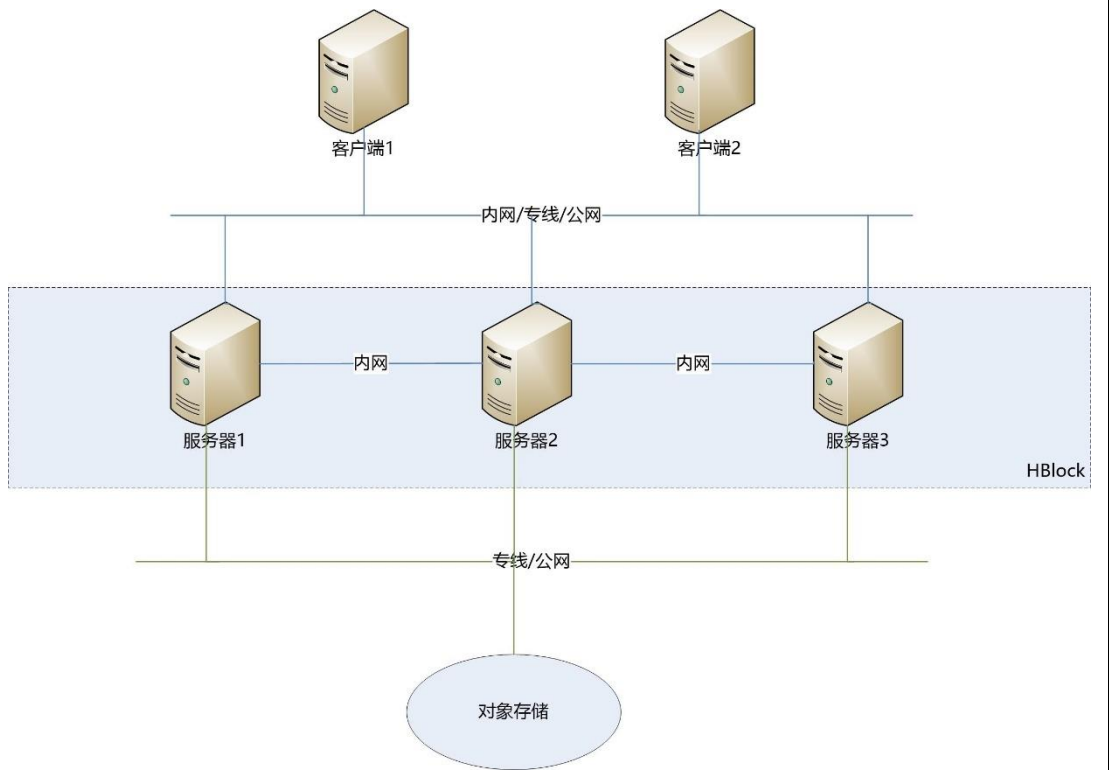 客户端1
客户端2
内网/专线/公网
内网
内网
服务器1
服务器2
服务器3
HBlock
专线/公网
对象存储